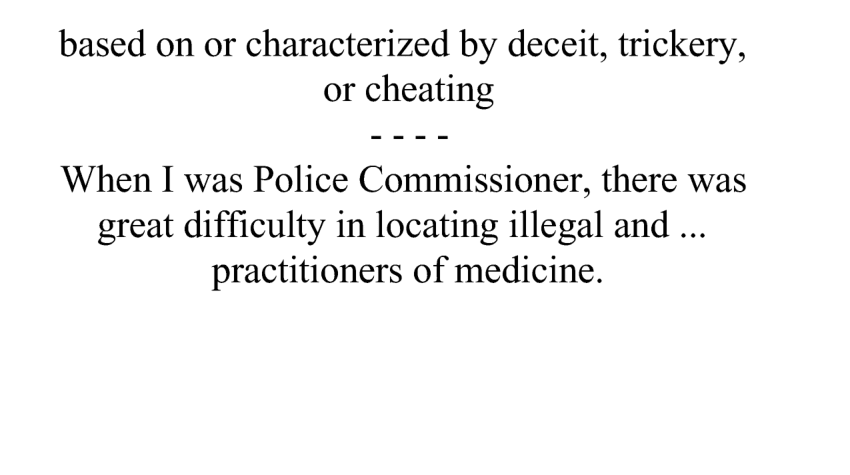 based on or characterized by deceit, trickery,
or cheating
- - - -
When I was Police Commissioner, there was
great difficulty in locating illegal and ...
practitioners of medicine.